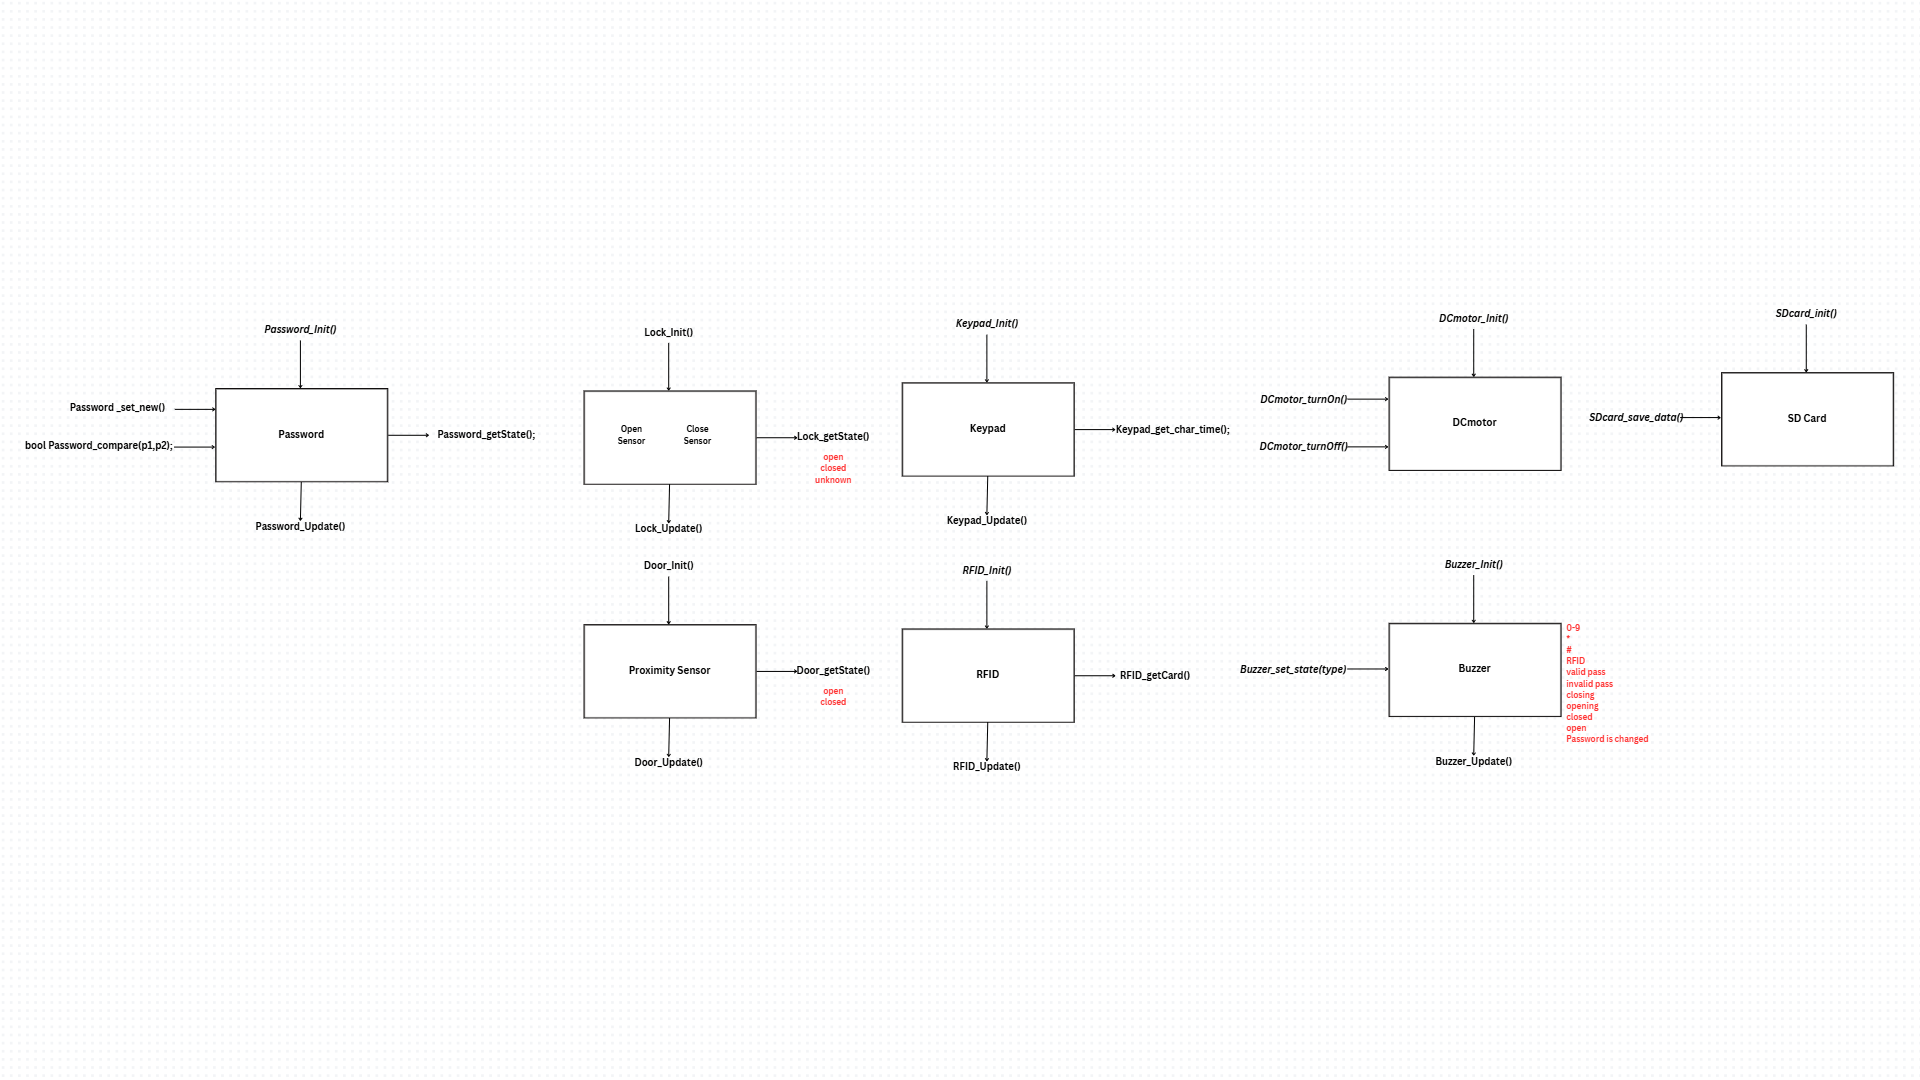 Password_Init()
Password _set_new()
bool Password_compare(p1,p2);
Password
Password_getState();
Password_Update()
Lock_Init()
Open
Sensor
Close
Sensor
Lock_getState()
open
closed
unknown
Lock_Update()
Keypad_Init()
Keypad
Keypad_get_char_time();
Keypad_Update()
DCmotor_Init()
DCmotor_turnOn()
DCmotor_turnOff()
DCmotor
SDcard_init()
SDcard_save_data()
SD Card
Door_Init()
Proximity Sensor
Door_getState()
open
closed
Door_Update()
RFID_Init()
RFID
RFID_getCard()
RFID_Update()
Buzzer_Init()
Buzzer_set_state(type)
Buzzer
0-9
*
#
RFID
valid pass
invalid pass
closing
opening
closed
open
Password is changed
Buzzer_Update()